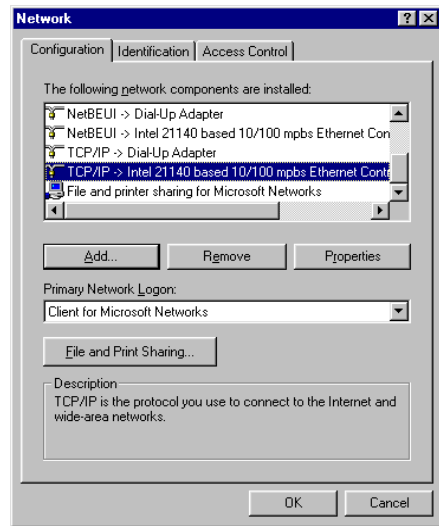 Network
Configuration Identification Access Control
The following network components are installed:
NetBEUI -> Dial-Up Adapter
NetBEUI -> Intel 21140 based 10/100 mpbs Ethernet Con
TCP/IP -> Dial-Up Adapter
TCP/IP -> Intel 21140 based 10/100 mpbs Ethernet Contr
File and printer sharing for Microsoft Networks
Add... Remove Properties
Primary Network Logon:
Client for Microsoft Networks
File and Print Sharing...
Description
TCP/IP is the protocol you use to connect to the Internet and
wide-area networks.
OK Cancel